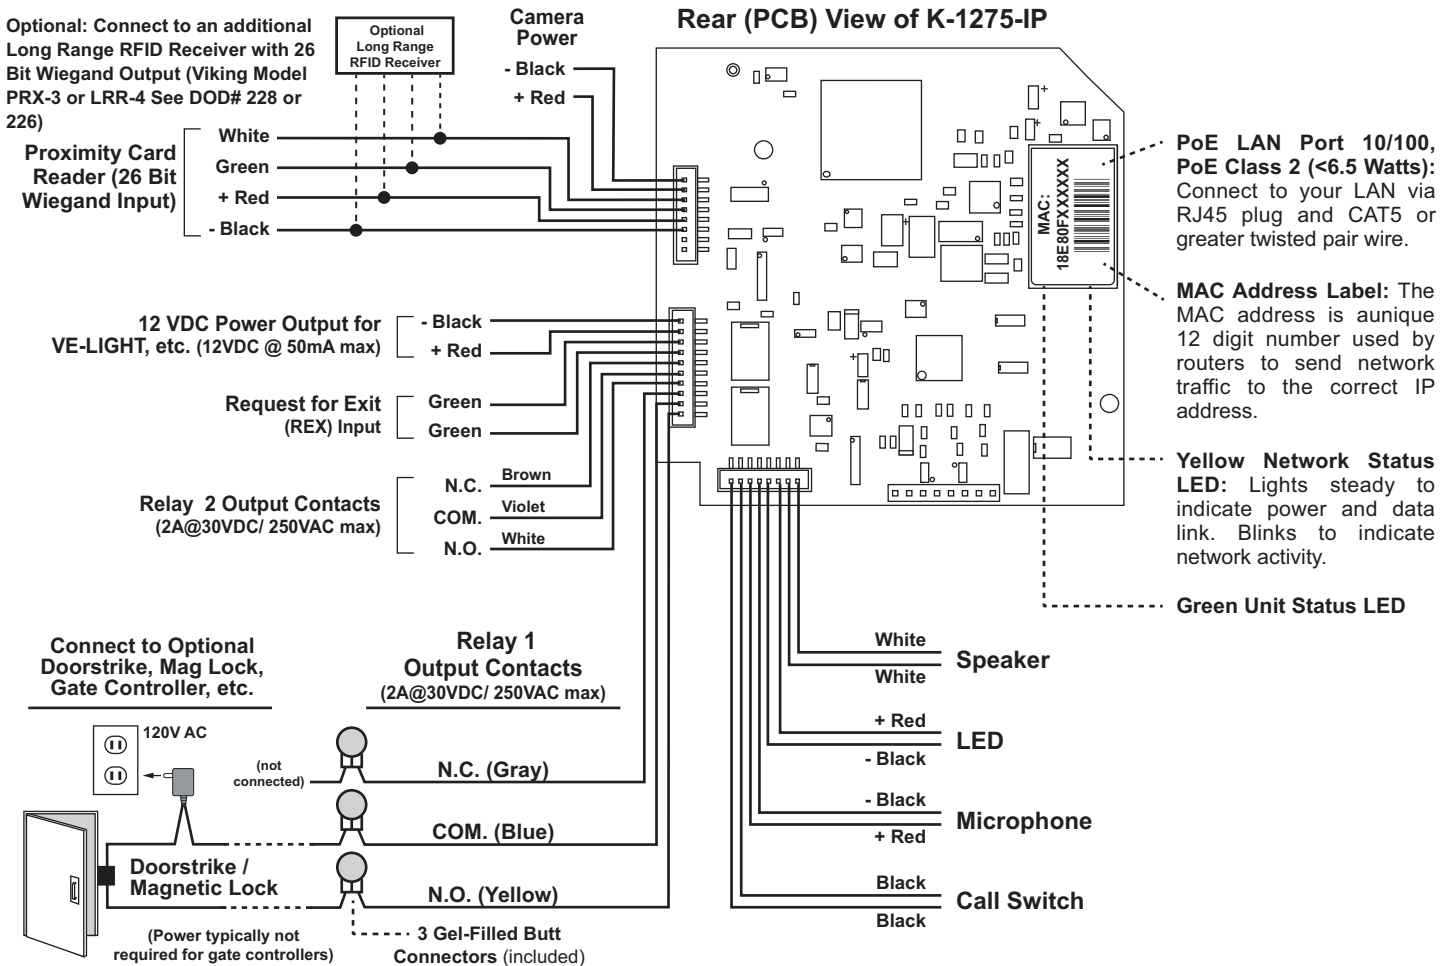 Rear (PCB) View of K-1275-IP
Optional: Connect to an additional
Long Range RFID Receiver with 26
Bit Wiegand Output (Viking Model
PRX-3 or LRR-4 See DOD# 228 or
226)
Optional
Long Range
RFID Receiver
Camera
Power
- Black
+ Red
Proximity Card
Reader (26 Bit
Wiegand Input)
White
Green
+ Red
- Black
12 VDC Power Output for
VE-LIGHT, etc. (12VDC @ 50mA max)
- Black
+ Red
Request for Exit
(REX) Input
Green
Green
Relay 2 Output Contacts
(2A@30VDC/ 250VAC max)
N.C.
Brown
COM.
Violet
N.O.
White
MAC:
18E80FXXXXXX
+
+
+
+
PoE LAN Port 10/100,
PoE Class 2 (<6.5 Watts):
Connect to your LAN via
RJ45 plug and CAT5 or
greater twisted pair wire.
MAC Address Label: The
MAC address is aunique
12 digit number used by
routers to send network
traffic to the correct IP
address.
Yellow Network Status
LED: Lights steady to
indicate power and data
link. Blinks to indicate
network activity.
Green Unit Status LED
Connect to Optional
Doorstrike, Mag Lock,
Gate Controller, etc.
Relay 1
Output Contacts
(2A@30VDC/ 250VAC max)
120V AC
(not
connected)
N.C. (Gray)
COM. (Blue)
Doorstrike /
Magnetic Lock
N.O. (Yellow)
(Power typically not
required for gate controllers)
3 Gel-Filled Butt
Connectors (included)
White
White
Speaker
+ Red
- Black
LED
- Black
+ Red
Microphone
Black
Black
Call Switch